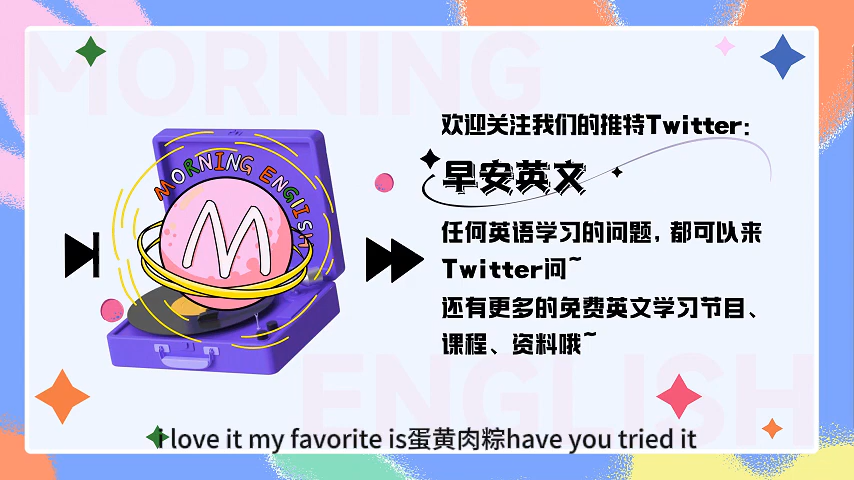 MORNING
欢迎关注我们的推特Twitter:
MORNING ENGLISH
早安英文
M
任何英语学习的问题, 都可以来
Twitter问~
还有更多的免费英文学习节目、
课程、资料哦~
ENGLISH
i love it my favorite is蛋黄肉粽have you tried it